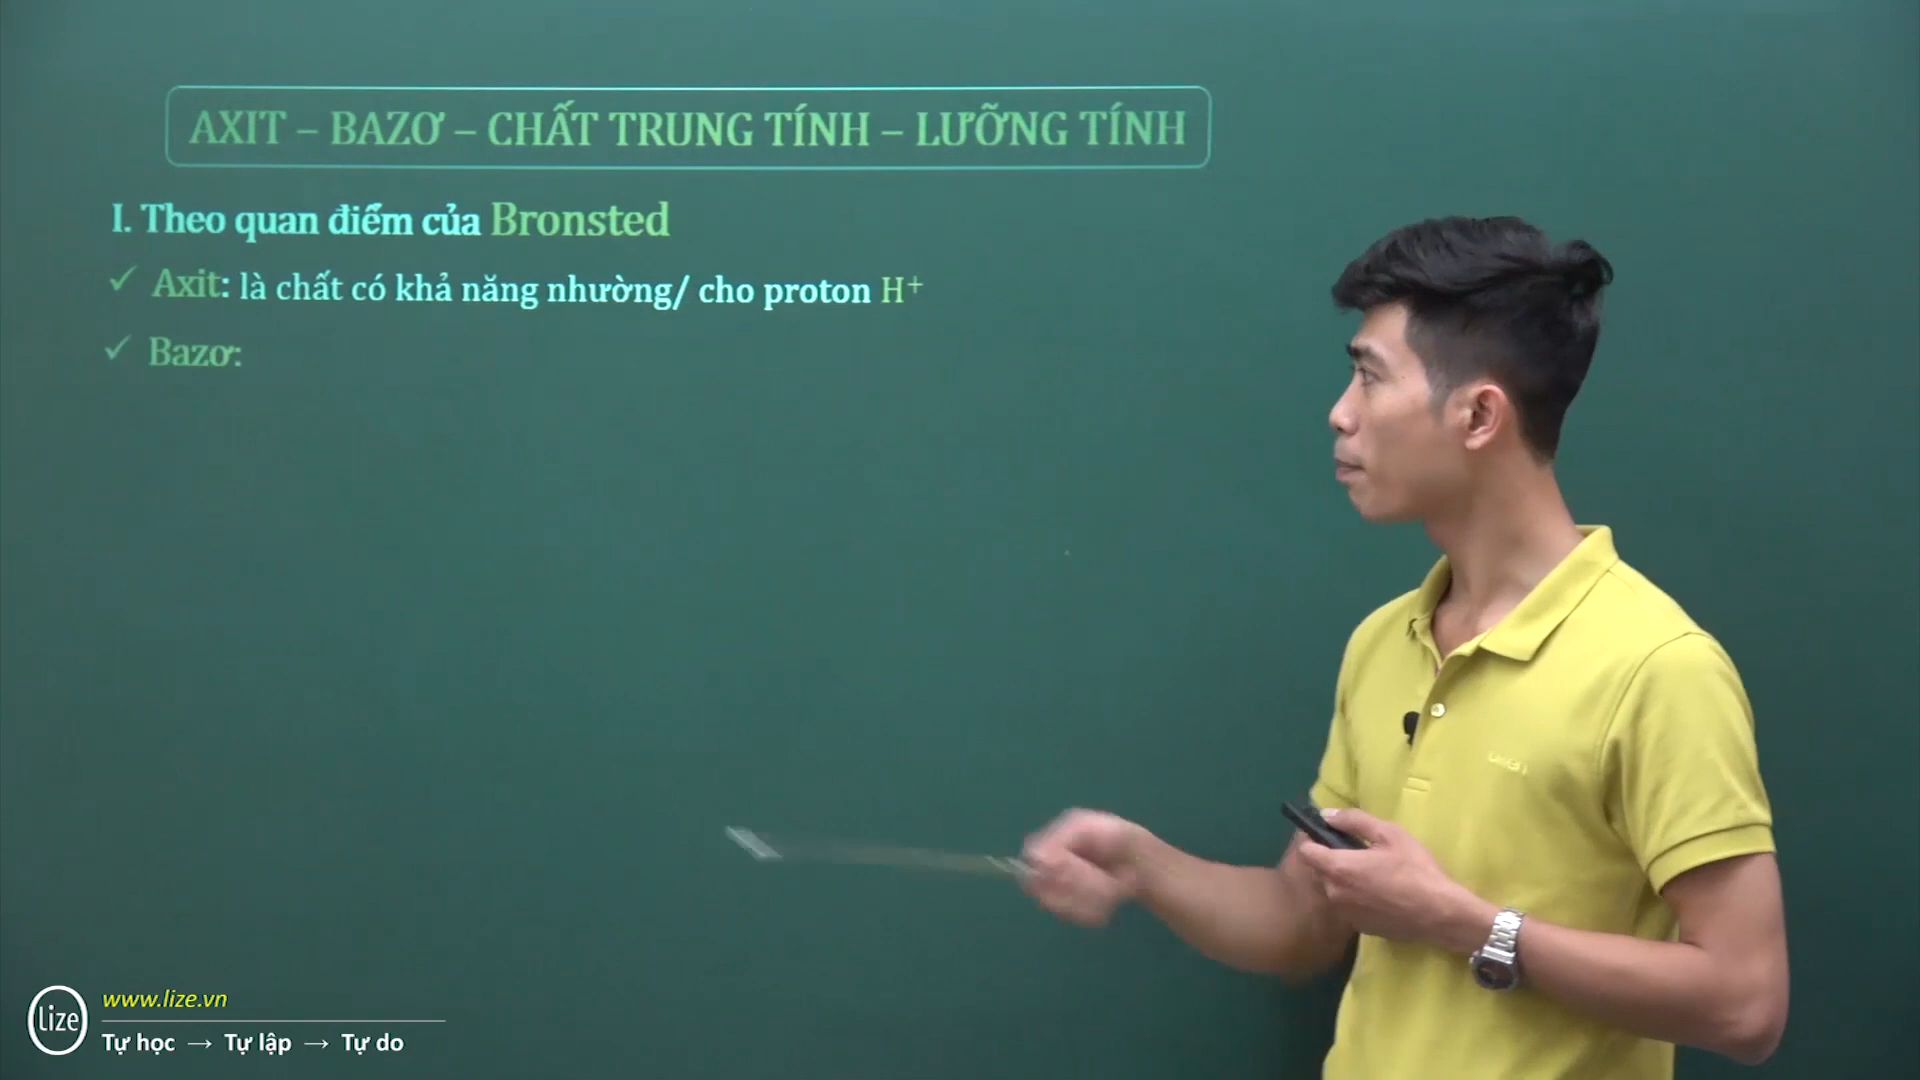 AXIT – BAZƠ – CHẤT TRUNG TÍNH – LƯỠNG TÍNH
I. Theo quan điểm của Bronsted
✓ Axit: là chất có khả năng nhường/ cho proton H⁺
✓ Bazơ:
lize
www.lize.vn
Tự học → Tự lập → Tự do